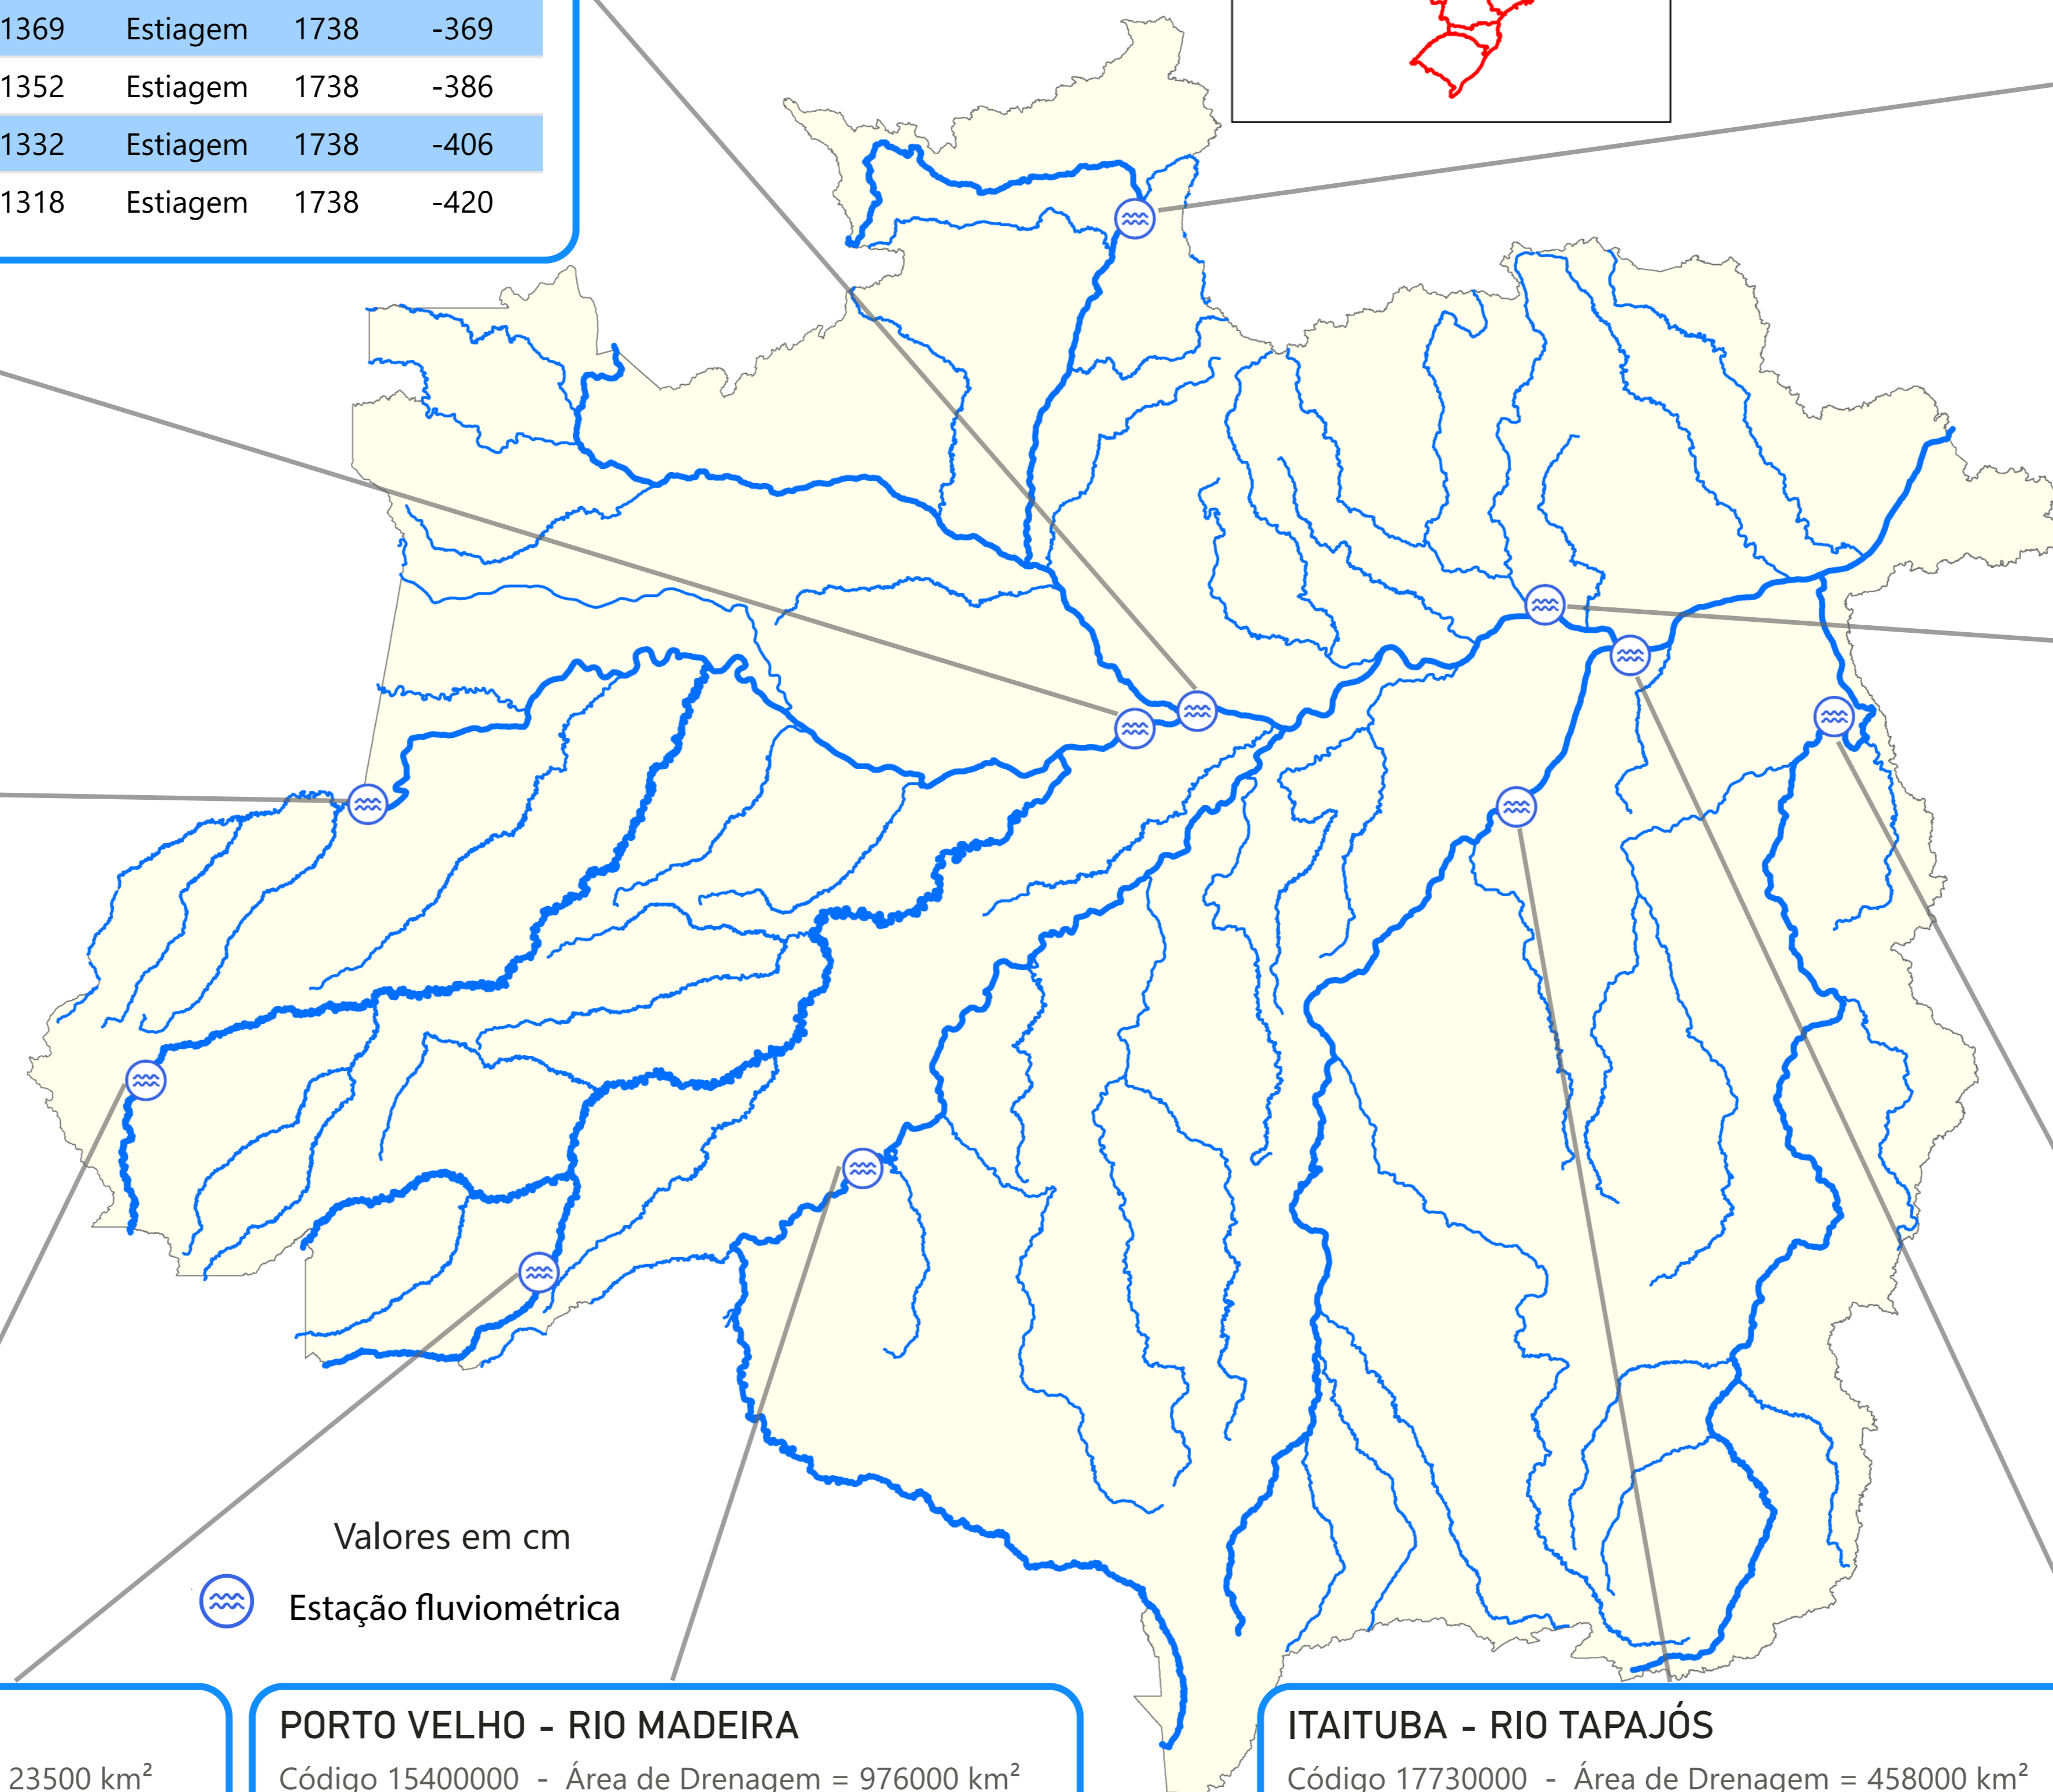 1369 Estiagem 1738 -369
1352 Estiagem 1738 -386
1332 Estiagem 1738 -406
1318 Estiagem 1738 -420
Valores em cm
Estação fluviométrica
23500 km²
PORTO VELHO - RIO MADEIRA
Código 15400000 - Área de Drenagem = 976000 km²
ITAITUBA - RIO TAPAJÓS
Código 17730000 - Área de Drenagem = 458000 km²